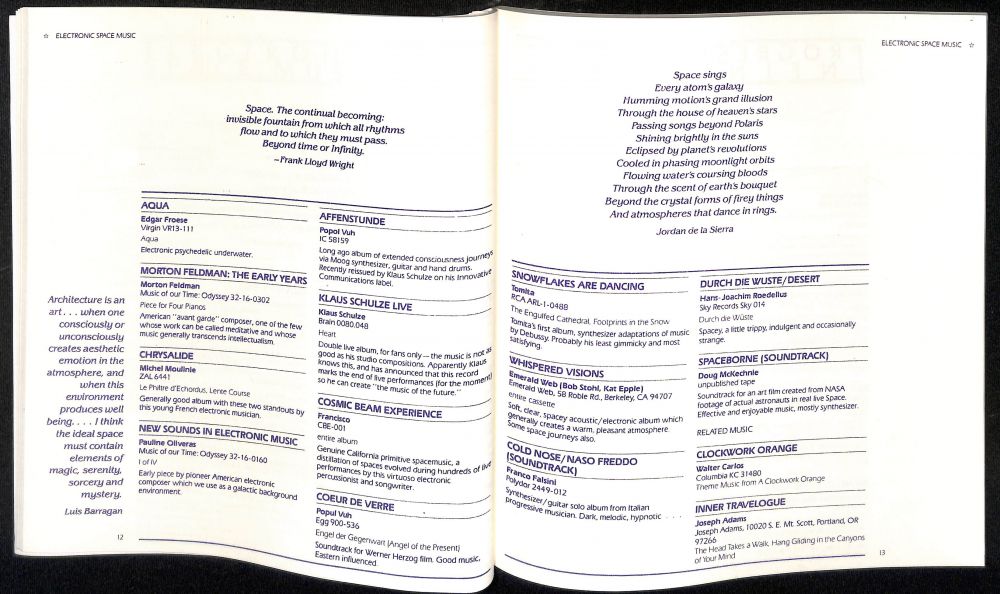 ☆ ELECTRONIC SPACE MUSIC
Space. The continual becoming:
invisible fountain from which all rhythms
flow and to which they must pass.
Beyond time or Infinity.
–Frank Lloyd Wright
Architecture is an
art . . . when one
consciously or
unconsciously
creates aesthetic
emotion in the
atmosphere, and
when this
environment
produces well
being. . . . I think
the ideal space
must contain
elements of
magic, serenity,
sorcery and
mystery.
Luis Barragan
AQUA
Edgar Froese
Virgin VR13-111
Aqua
Electronic psychedelic underwater.
MORTON FELDMAN: THE EARLY YEARS
Morton Feldman
Music of our Time: Odyssey 32-16-0302
Piece for Four Pianos
American "avant garde" composer, one of the few
whose work can be called meditative and whose
music generally transcends intellectualism.
CHRYSALIDE
Michel Moulinie
ZAL 6441
Le Philtre d'Echordus, Lente Course
Generally good album with these two standouts by
this young French electronic musician.
NEW SOUNDS IN ELECTRONIC MUSIC
Pauline Oliveras
Music of our Time: Odyssey 32-16-0160
I of IV
Early piece by pioneer American electronic
composer which we use as a galactic background
environment.
AFFENSTUNDE
Popol Vuh
IC 58159
Long ago album of extended consciousness journeys
via Moog synthesizer, guitar and hand drums.
Recently reissued by Klaus Schulze on his Innovative
Communications label.
KLAUS SCHULZE LIVE
Klaus Schulze
Brain 0080.048
Heart
Double live album, for fans only — the music is not as
good as his studio compositions. Apparently Klaus
knows this, and has announced that this record
marks the end of live performances (for the moment)
so he can create "the music of the future."
COSMIC BEAM EXPERIENCE
Francisco
CBE-001
entire album
Genuine California primitive spacemusic, a
distillation of spaces evolved during hundreds of live
performances by this virtuoso electronic
percussionist and songwriter.
COEUR DE VERRE
Popul Vuh
Egg 900-536
Engel der Gegenwart (Angel of the Present)
Soundtrack for Werner Herzog film. Good music,
Eastern influenced.
12
ELECTRONIC SPACE MUSIC ☆
Space sings
Every atom's galaxy
Humming motion's grand illusion
Through the house of heaven's stars
Passing songs beyond Polaris
Shining brightly in the suns
Eclipsed by planet's revolutions
Cooled in phasing moonlight orbits
Flowing water's coursing bloods
Through the scent of earth's bouquet
Beyond the crystal forms of firey things
And atmospheres that dance in rings.
Jordan de la Sierra
SNOWFLAKES ARE DANCING
Tomita
RCA ARL-1-0488
The Engulfed Cathedral, Footprints in the Snow
Tomita's first album, synthesizer adaptations of music
by Debussy. Probably his least gimmicky and most
satisfying.
WHISPERED VISIONS
Emerald Web (Bob Stohl, Kat Epple)
Emerald Web, 58 Roble Rd., Berkeley, CA 94707
entire cassette
Soft, clear, spacey acoustic/electronic album which
generally creates a warm, pleasant atmosphere.
Some space journeys also.
COLD NOSE/NASO FREDDO
(SOUNDTRACK)
Franco Falsini
Polydor 2449-012
Synthesizer/guitar solo album from Italian
progressive musician. Dark, melodic, hypnotic . . .
DURCH DIE WUSTE/DESERT
Hans-Joachim Roedelius
Sky Records Sky 014
Durch die Wüste
Spacey, a little trippy, indulgent and occasionally
strange.
SPACEBORNE (SOUNDTRACK)
Doug McKechnie
unpublished tape
Soundtrack for an art film created from NASA
footage of actual astronauts in real live Space.
Effective and enjoyable music, mostly synthesizer.
RELATED MUSIC
CLOCKWORK ORANGE
Walter Carlos
Columbia KC 31480
Theme Music from A Clockwork Orange
INNER TRAVELOGUE
Joseph Adams
Joseph Adams, 10020 S. E. Mt. Scott, Portland, OR
97266
The Head Takes a Walk, Hang Gliding in the Canyons
of Your Mind
13